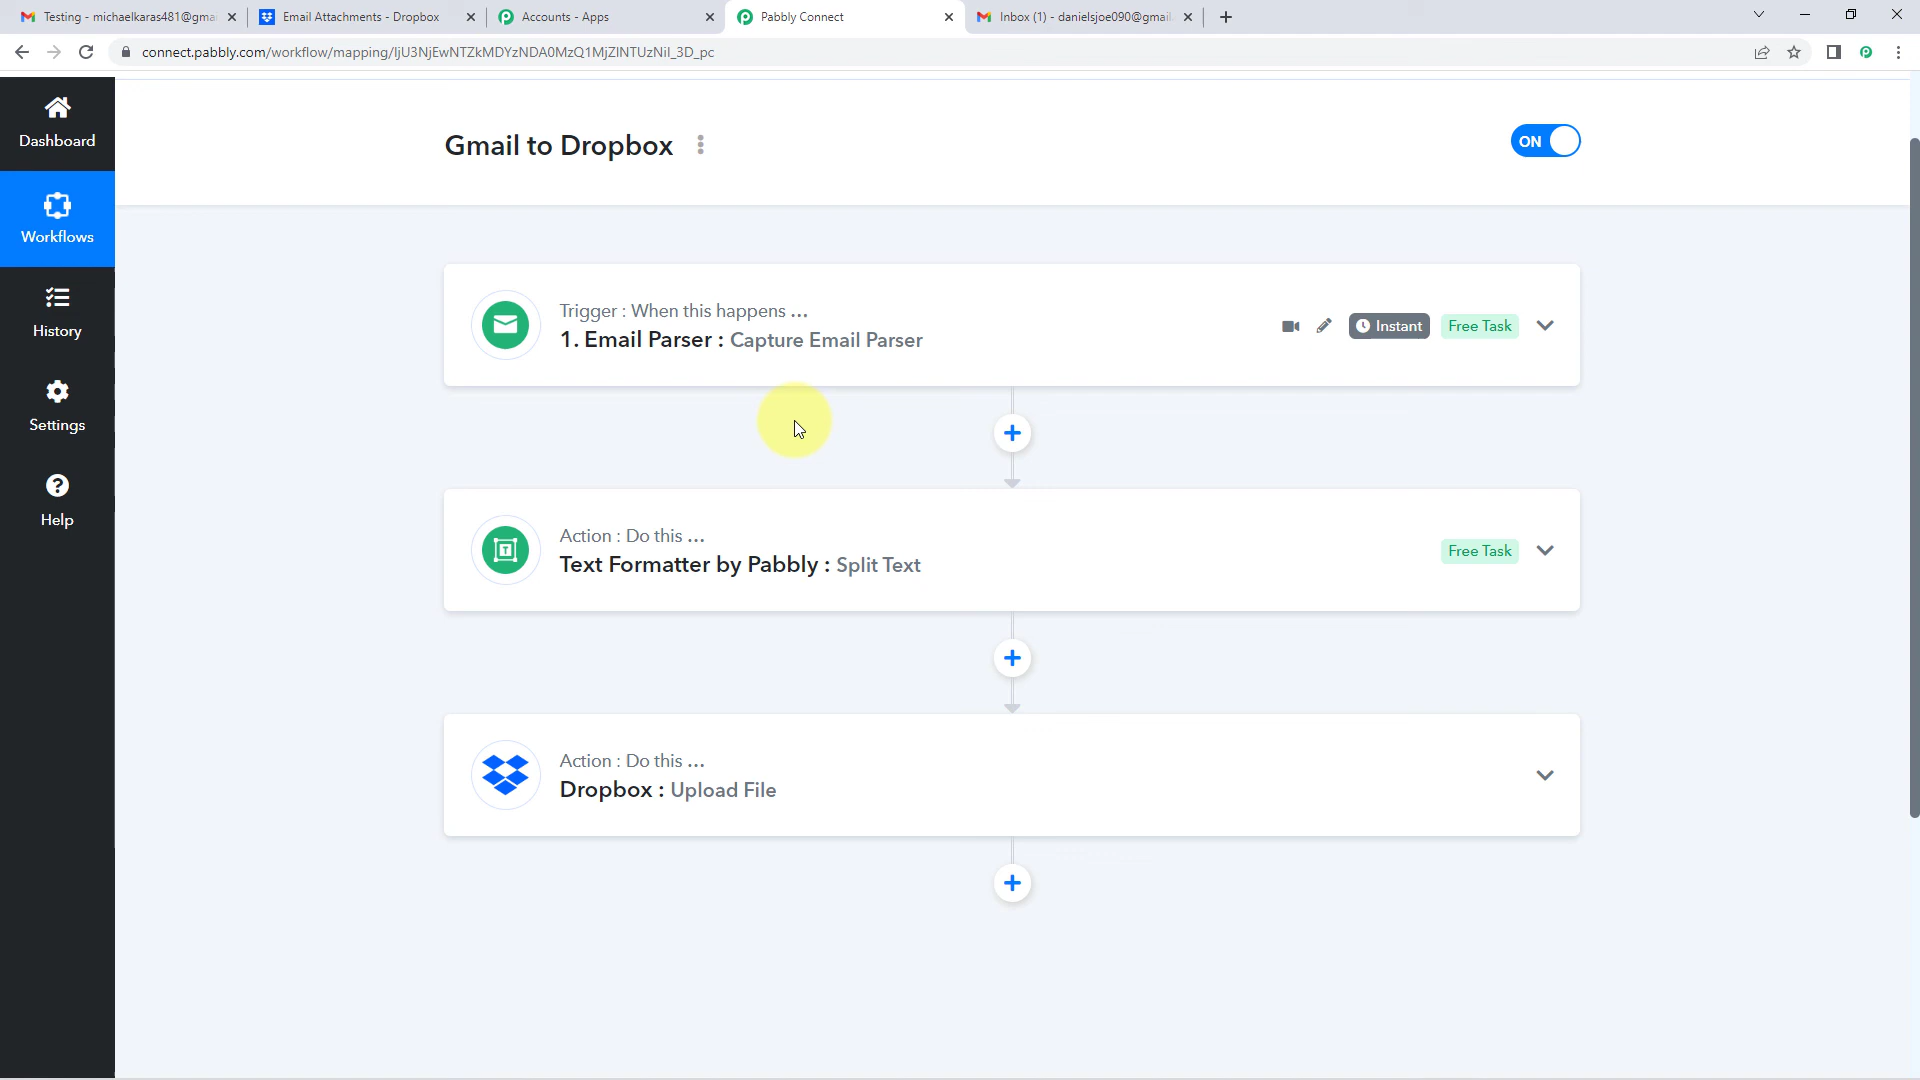 Testing - michaelkaras481@gma
Email Attachments - Dropbox
Accounts - Apps
Pabbly Connect
Inbox (1) - danielsjoe090@gmail
connect.pabbly.com/workflow/mapping/IjU3NjEwNTZkMDYzNDA0MzQ1MjZlNTUzNiI_3D_pc
Dashboard
Workflows
History
Settings
Help
Gmail to Dropbox
ON
Trigger : When this happens ...
1. Email Parser : Capture Email Parser
Instant
Free Task
Action : Do this ...
Text Formatter by Pabbly : Split Text
Free Task
Action : Do this ...
Dropbox : Upload File